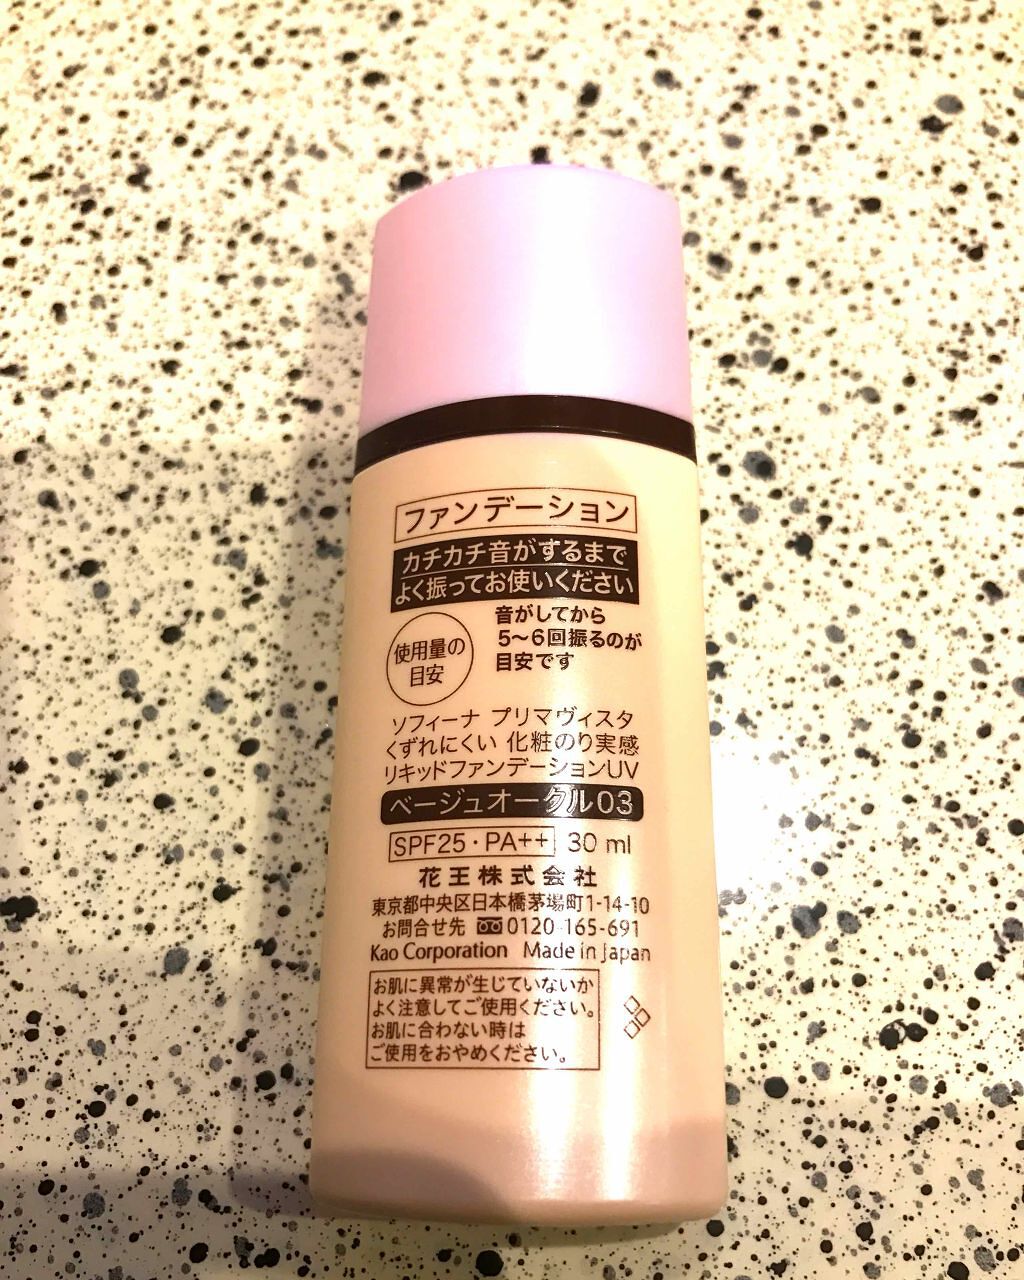 ファンデーション
カチカチ音がするまで
よく振ってお使いください
音がしてから
5〜6回振るのが
目安です
使用量の
目安
ソフィーナ プリマヴィスタ
くずれにくい 化粧のり実感
リキッドファンデーションUV
ベージュオークル03
SPF25・PA++ 30 ml
花王株式会社
東京都中央区日本橋茅場町1-14-10
お問合せ先 0120-165-691
Kao Corporation Made in Japan
お肌に異常が生じていないか
よく注意してご使用ください。
お肌に合わない時は
ご使用をおやめください。